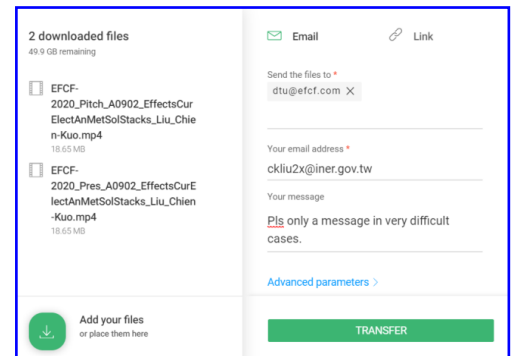 2 downloaded files
49.9 GB remaining
EFCF-
2020_Pitch_A0902_EffectsCur
ElectAnMetSolStacks_Liu_Chie
n-Kuo.mp4
18.65 MB
EFCF-
2020_Pres_A0902_EffectsCurE
lectAnMetSolStacks_Liu_Chien
-Kuo.mp4
18.65 MB
Add your files
or place them here
Email
Link
Send the files to *
dtu@efcf.com X
Your email address *
ckliu2x@iner.gov.tw
Your message
Pls only a message in very difficult
cases.
Advanced parameters >
TRANSFER